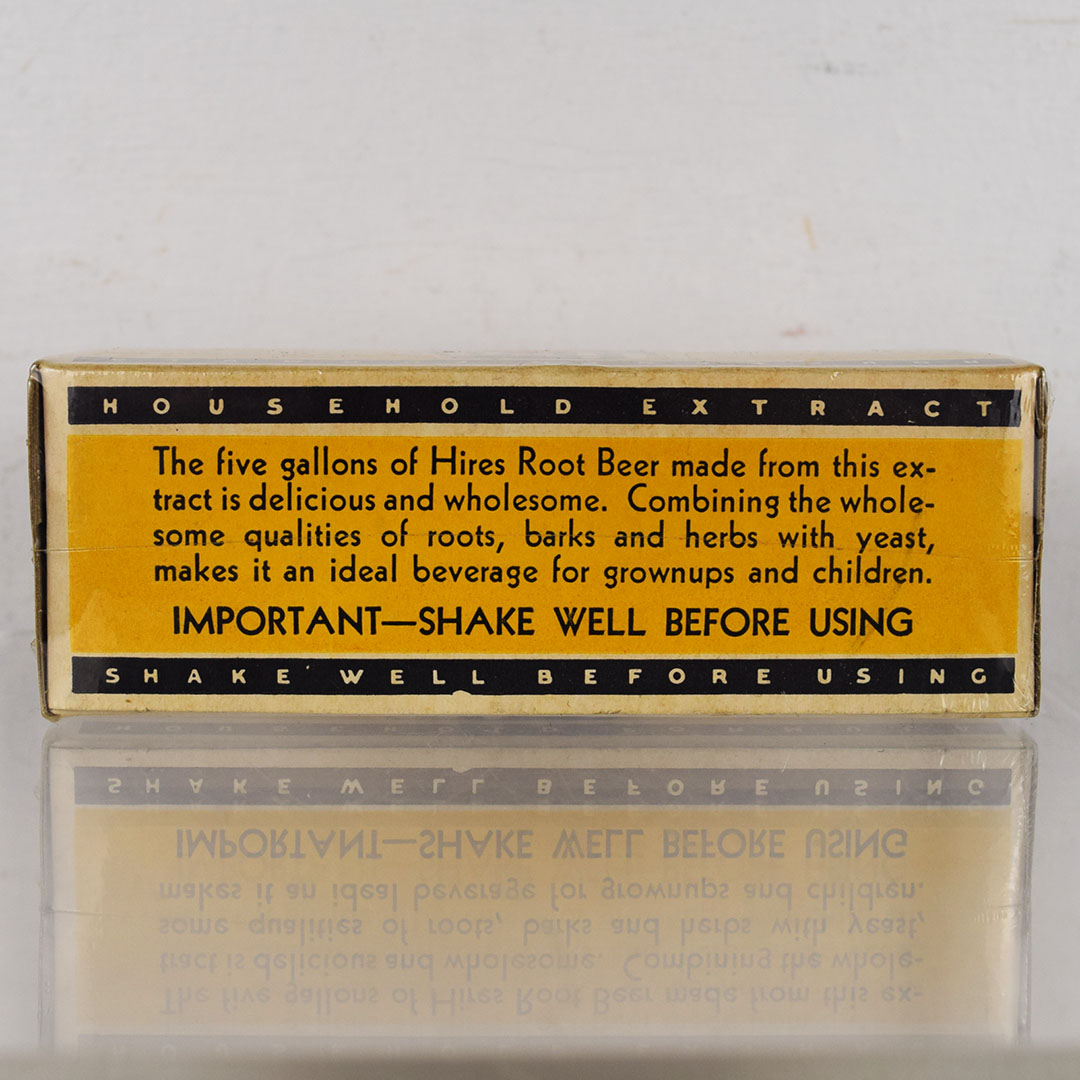 HOUSEHOLD EXTRACT
The five gallons of Hires Root Beer made from this ex-
tract is delicious and wholesome. Combining the whole-
some qualities of roots, barks and herbs with yeast,
makes it an ideal beverage for grownups and children.
IMPORTANT—SHAKE WELL BEFORE USING
SHAKE WELL BEFORE USING